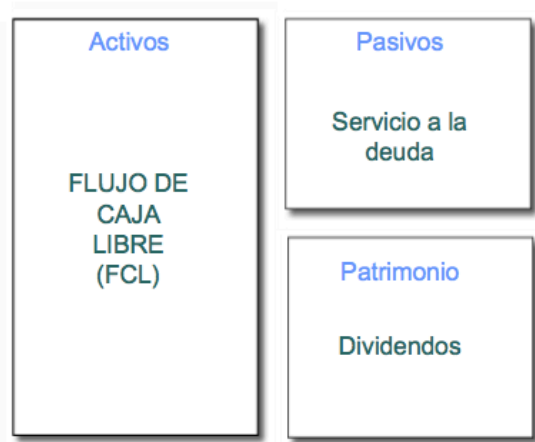 Activos
FLUJO DE
CAJA
LIBRE
(FCL)
Pasivos
Servicio a la
deuda
Patrimonio
Dividendos